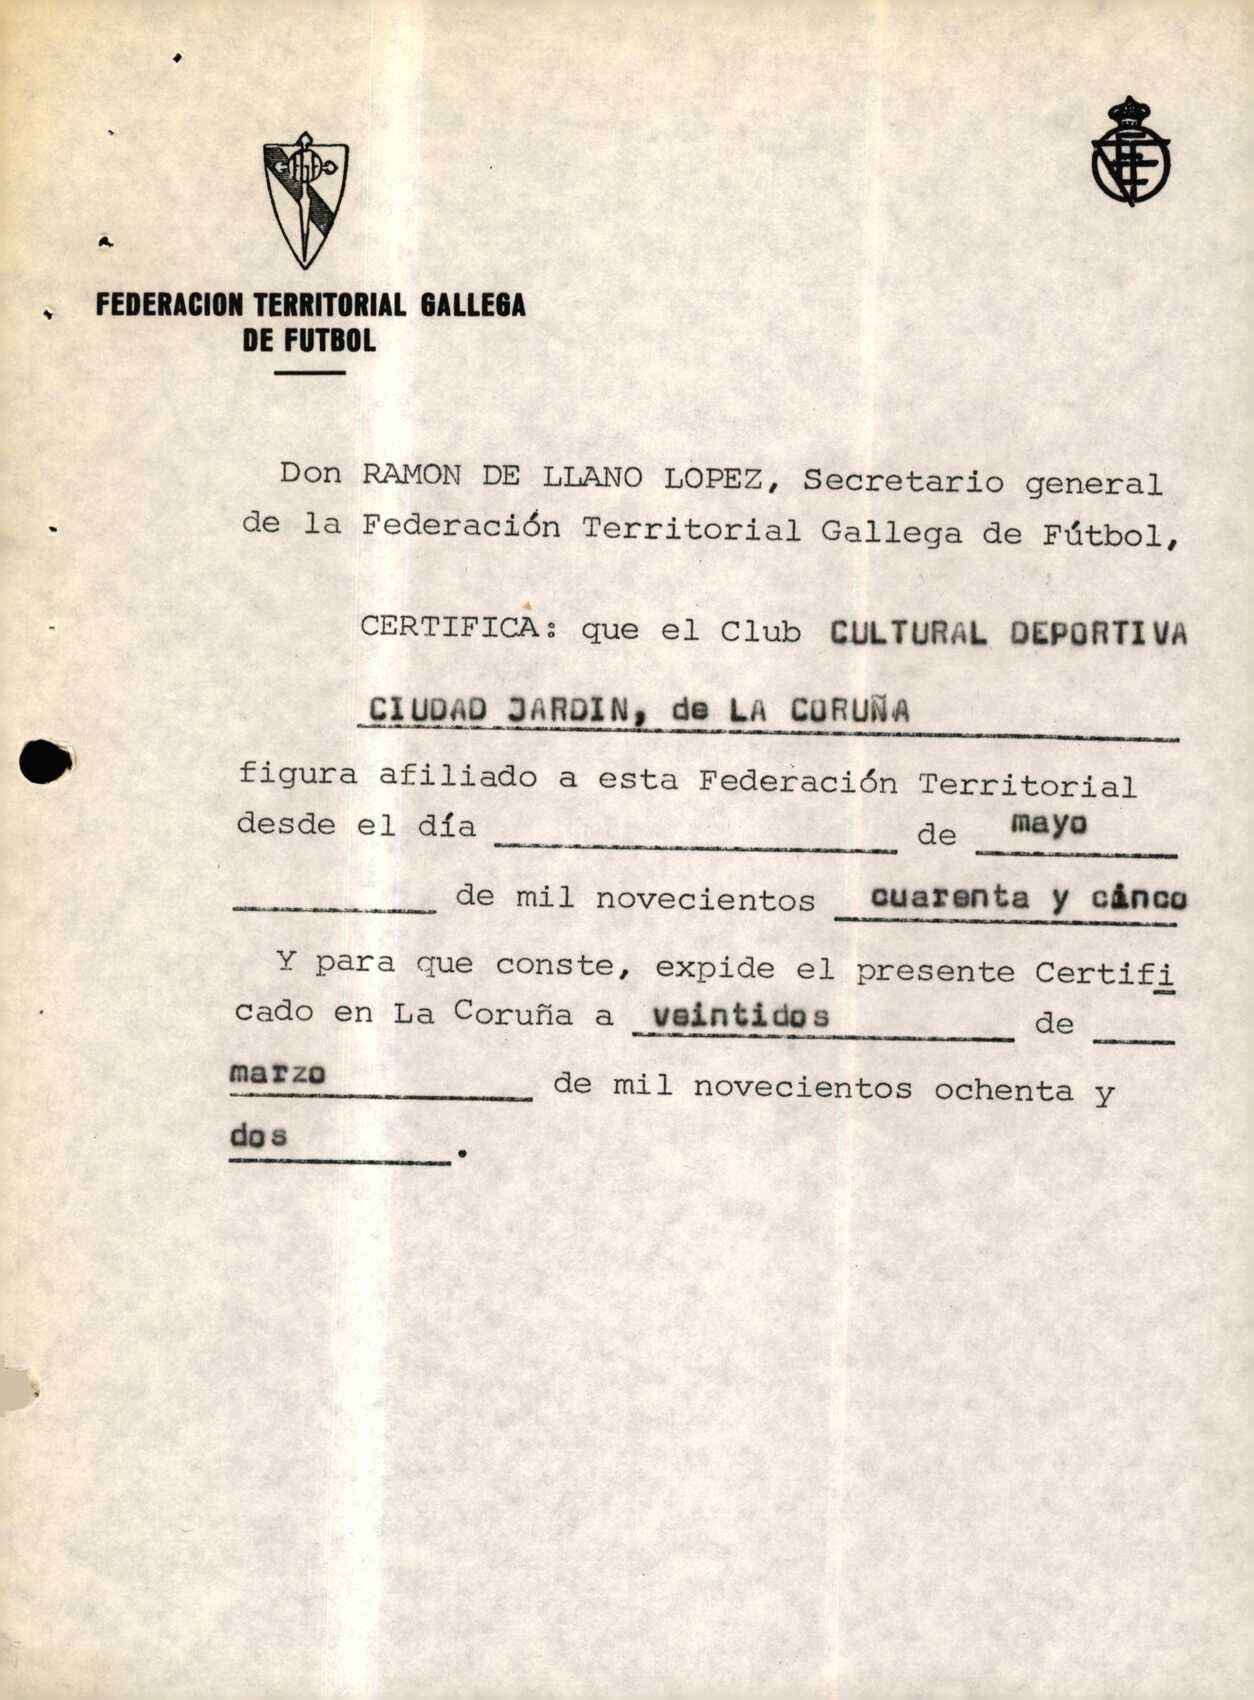 FEDERACION TERRITORIAL GALLEGA
DE FUTBOL
Don RAMON DE LLANO LOPEZ, Secretario general
de la Federación Territorial Gallega de Fútbol,
CERTIFICA: que el Club CULTURAL DEPORTIVA
CIUDAD JARDIN, de LA CORUÑA
figura afiliado a esta Federación Territorial
desde el día de mayo
de mil novecientos cuarenta y cinco
Y para que conste, expide el presente Certifi
cado en La Coruña a veintidos de
marzo de mil novecientos ochenta y
dos .